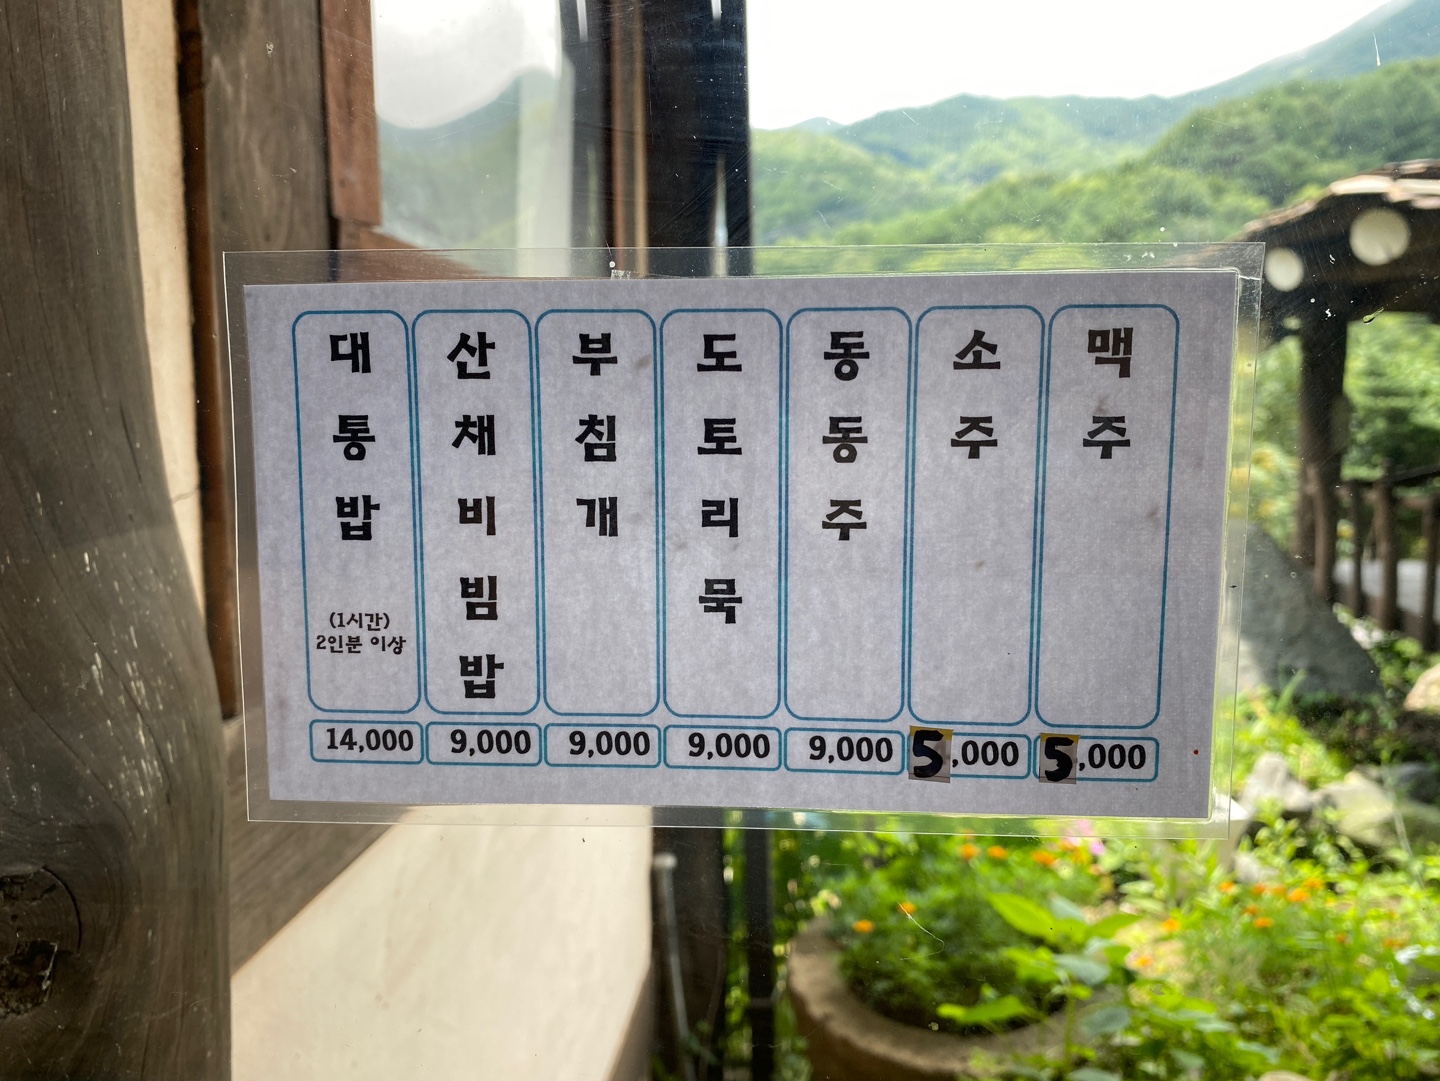 대통밥
(1시간)
2인분 이상
14,000
산채비빔밥
9,000
부침개
9,000
도토리묵
9,000
동동주
9,000
소주
5,000
맥주
5,000